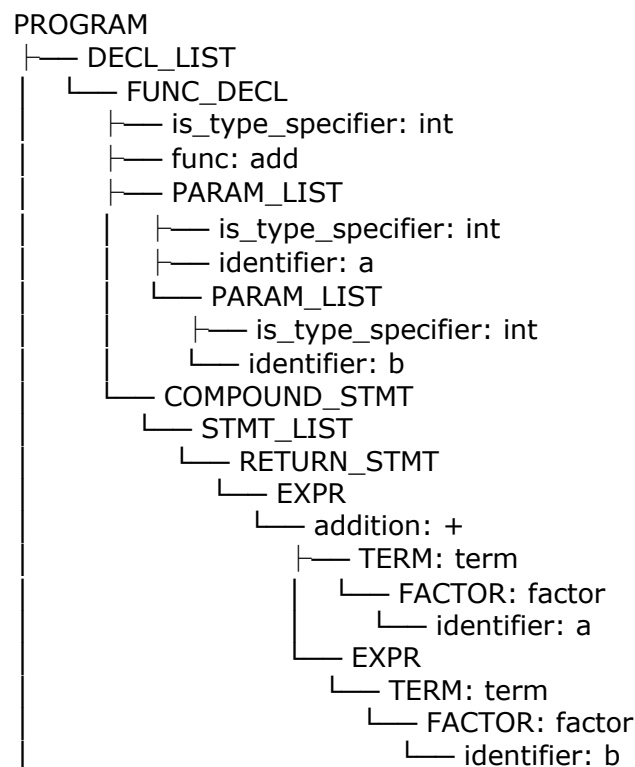 PROGRAM
├── DECL_LIST
│   └── FUNC_DECL
│       ├── is_type_specifier: int
│       ├── func: add
│       ├── PARAM_LIST
│       │   ├── is_type_specifier: int
│       │   ├── identifier: a
│       │   └── PARAM_LIST
│       │       ├── is_type_specifier: int
│       │       └── identifier: b
│       └── COMPOUND_STMT
│           └── STMT_LIST
│               └── RETURN_STMT
│                   └── EXPR
│                       └── addition: +
│                           ├── TERM: term
│                           │   └── FACTOR: factor
│                           │       └── identifier: a
│                           └── EXPR
│                               └── TERM: term
│                                   └── FACTOR: factor
│                                       └── identifier: b